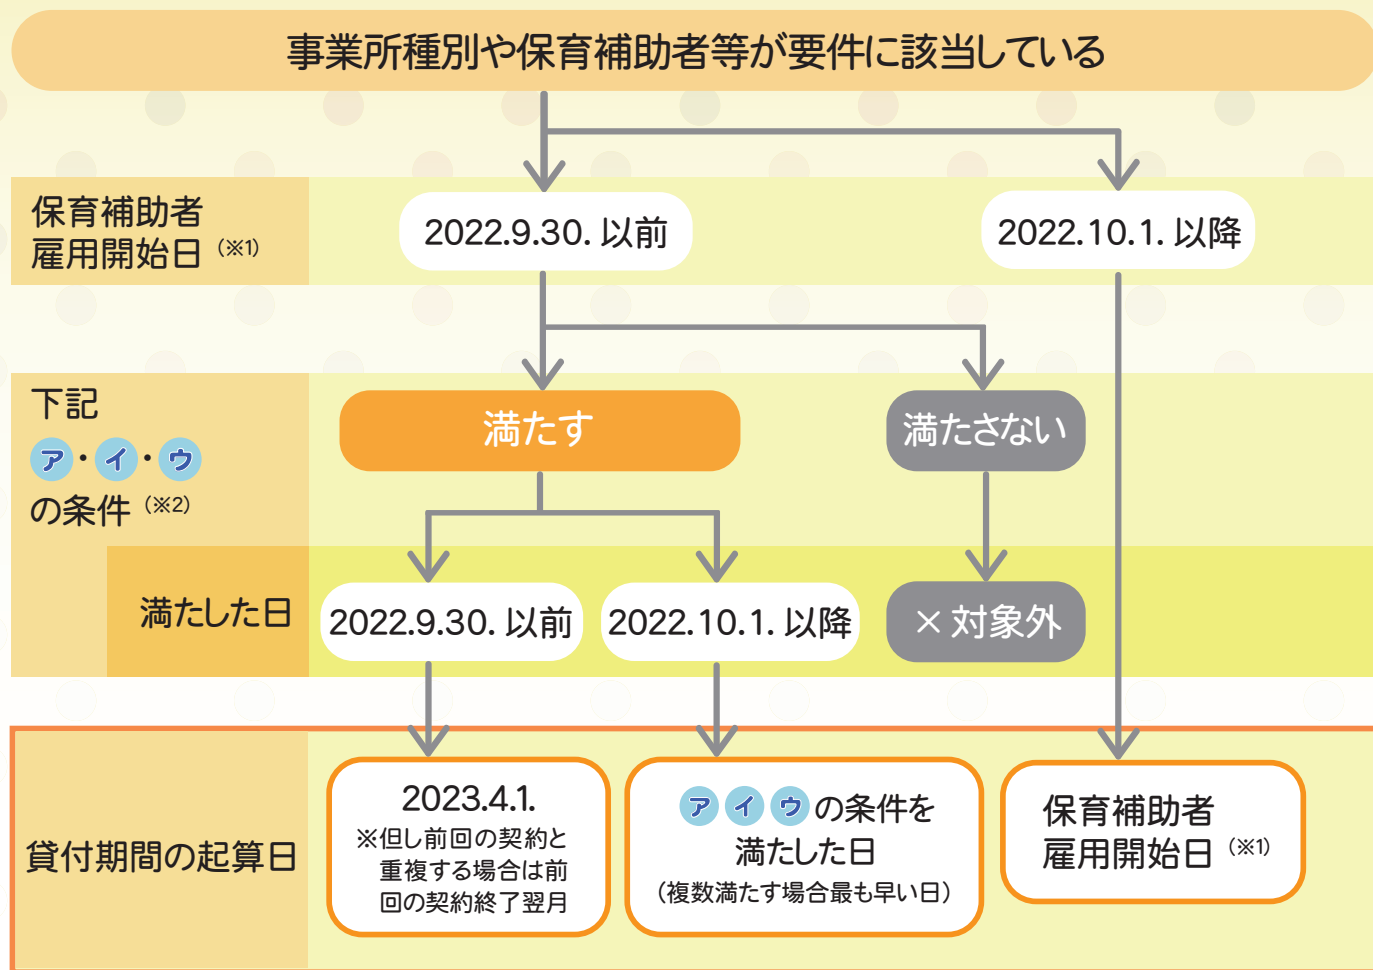 事業所種別や保育補助者等が要件に該当している
保育補助者
雇用開始日 (※1)
2022.9.30. 以前
2022.10.1. 以降
下記
ア・イ・ウ
の条件 (※2)
満たす
満たさない
満たした日
2022.9.30. 以前
2022.10.1. 以降
× 対象外
貸付期間の起算日
2023.4.1.
※但し前回の契約と
重複する場合は前
回の契約終了翌月
ア イ ウ の条件を
満たした日
(複数満たす場合最も早い日)
保育補助者
雇用開始日 (※1)